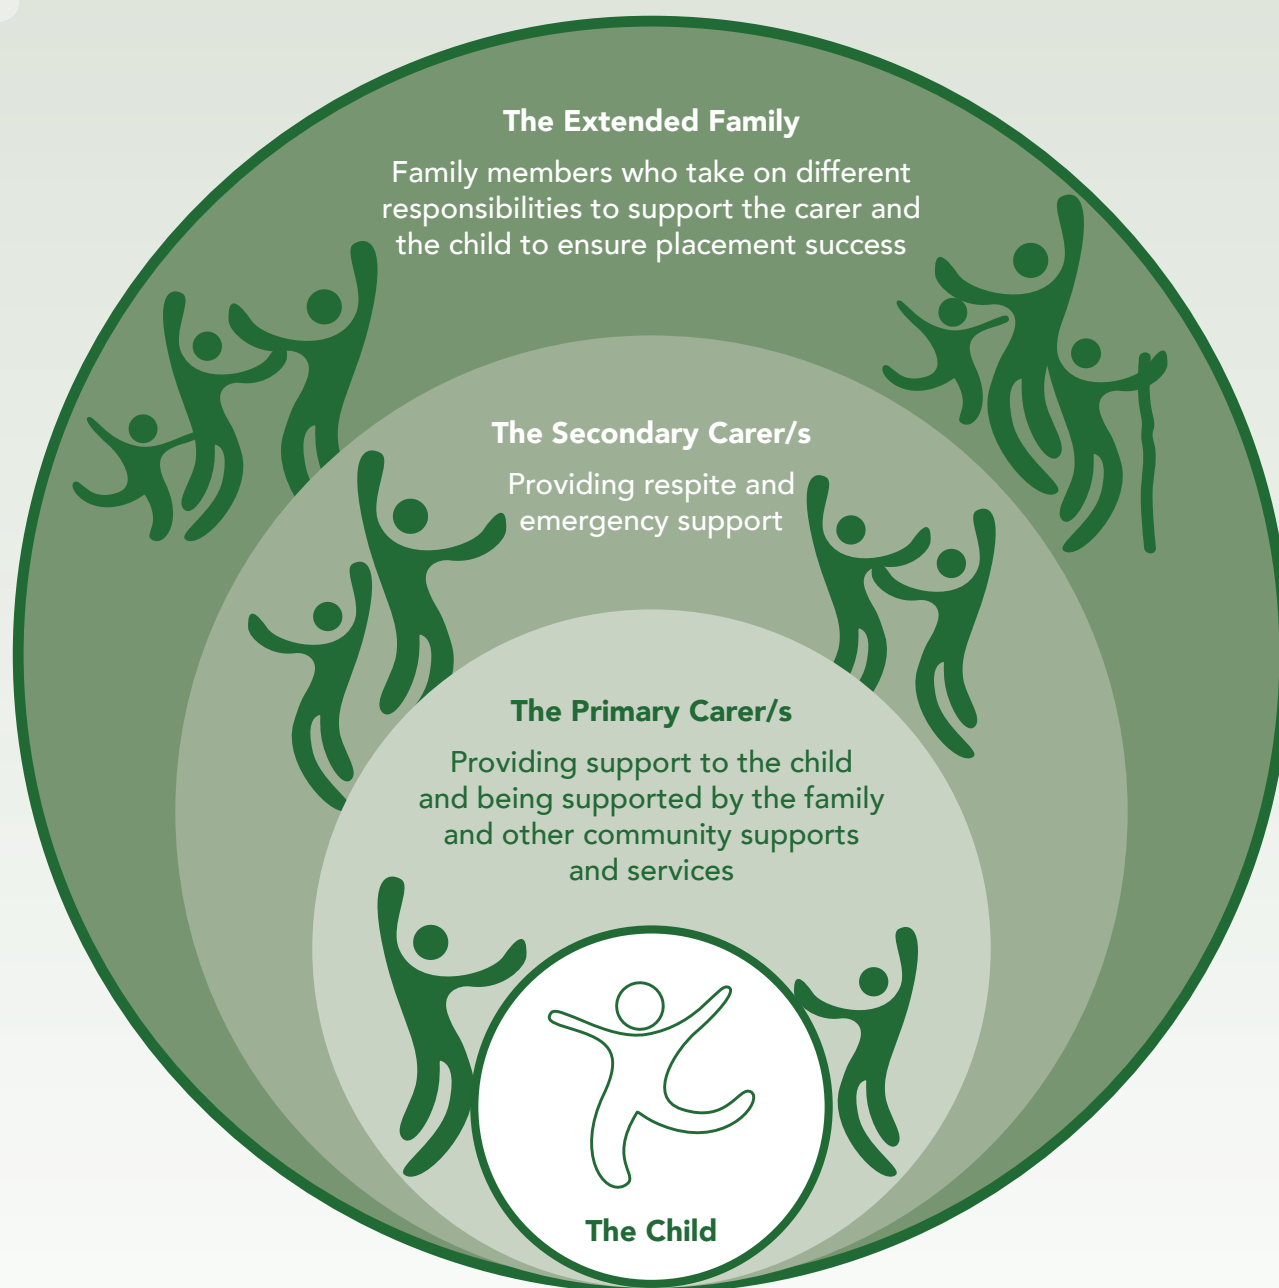 The Extended Family
Family members who take on different
responsibilities to support the carer and
the child to ensure placement success
The Secondary Carer/s
Providing respite and
emergency support
The Primary Carer/s
Providing support to the child
and being supported by the family
and other community supports
and services
The Child